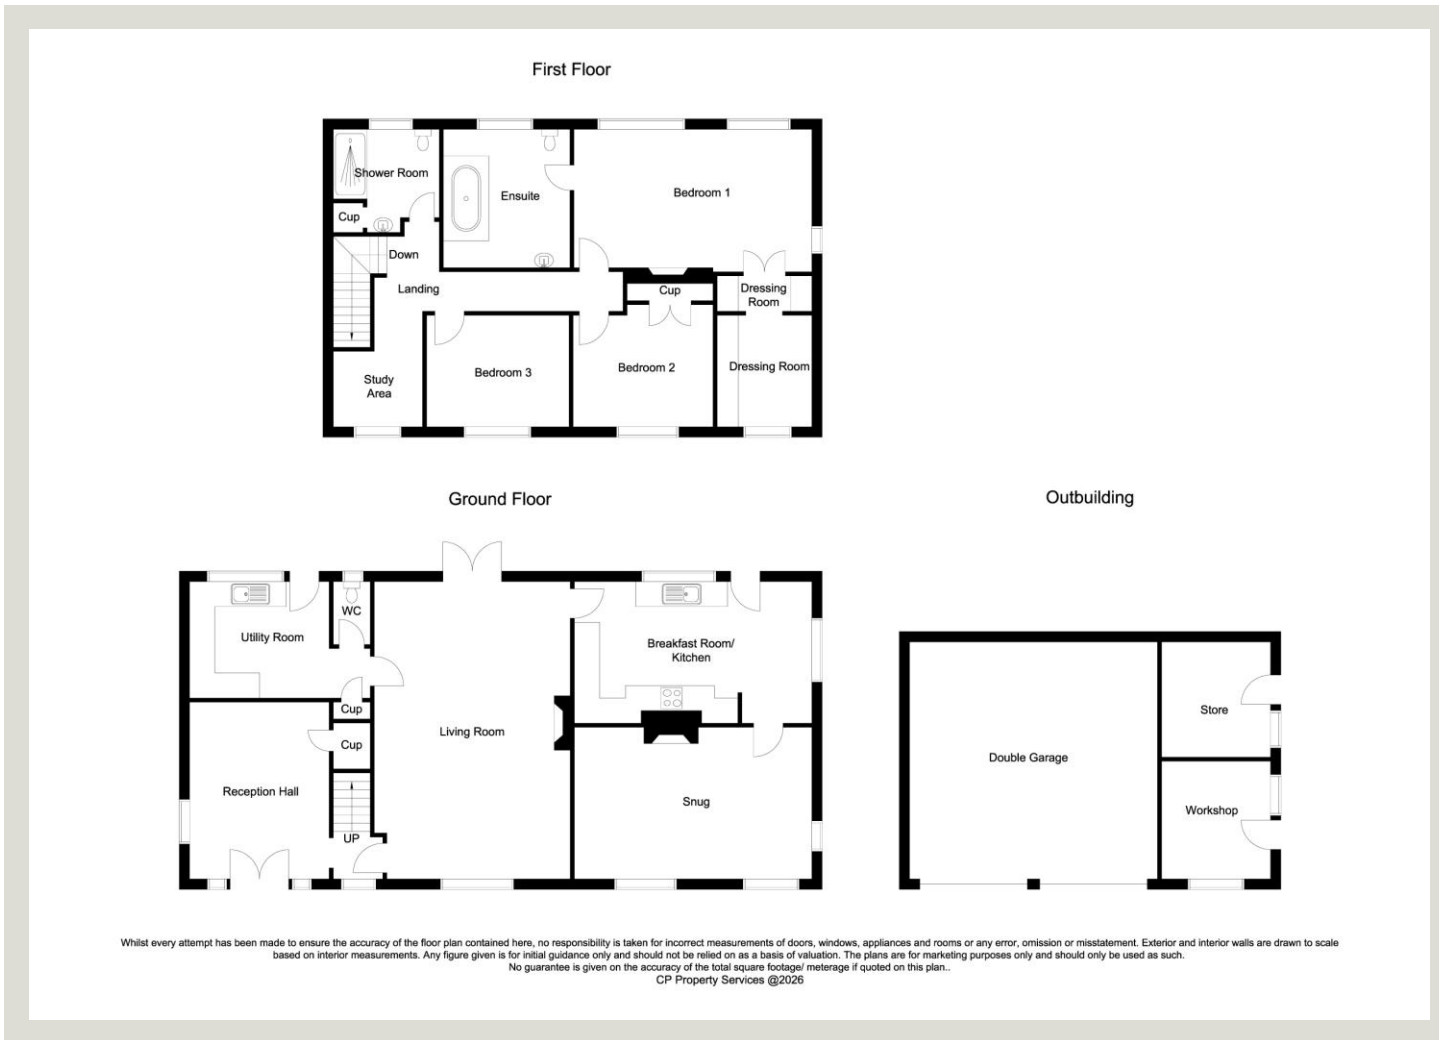 First Floor
Shower Room
Ensuite
Bedroom 1
Cup
Down
Landing
Cup
Dressing
Room
Study
Area
Bedroom 3
Bedroom 2
Dressing Room
Ground Floor
Outbuilding
WC
Utility Room
Breakfast Room/
Kitchen
Cup
Cup
Living Room
Reception Hall
UP
Snug
Store
Double Garage
Workshop
Whilst every attempt has been made to ensure the accuracy of the floor plan contained here, no responsibility is taken for incorrect measurements of doors, windows, appliances and rooms or any error, omission or misstatement. Exterior and interior walls are drawn to scale
based on interior measurements. Any figure given is for initial guidance only and should not be relied on as a basis of valuation. The plans are for marketing purposes only and should only be used as such.
No guarantee is given on the accuracy of the total square footage/ meterage if quoted on this plan..
CP Property Services @2026